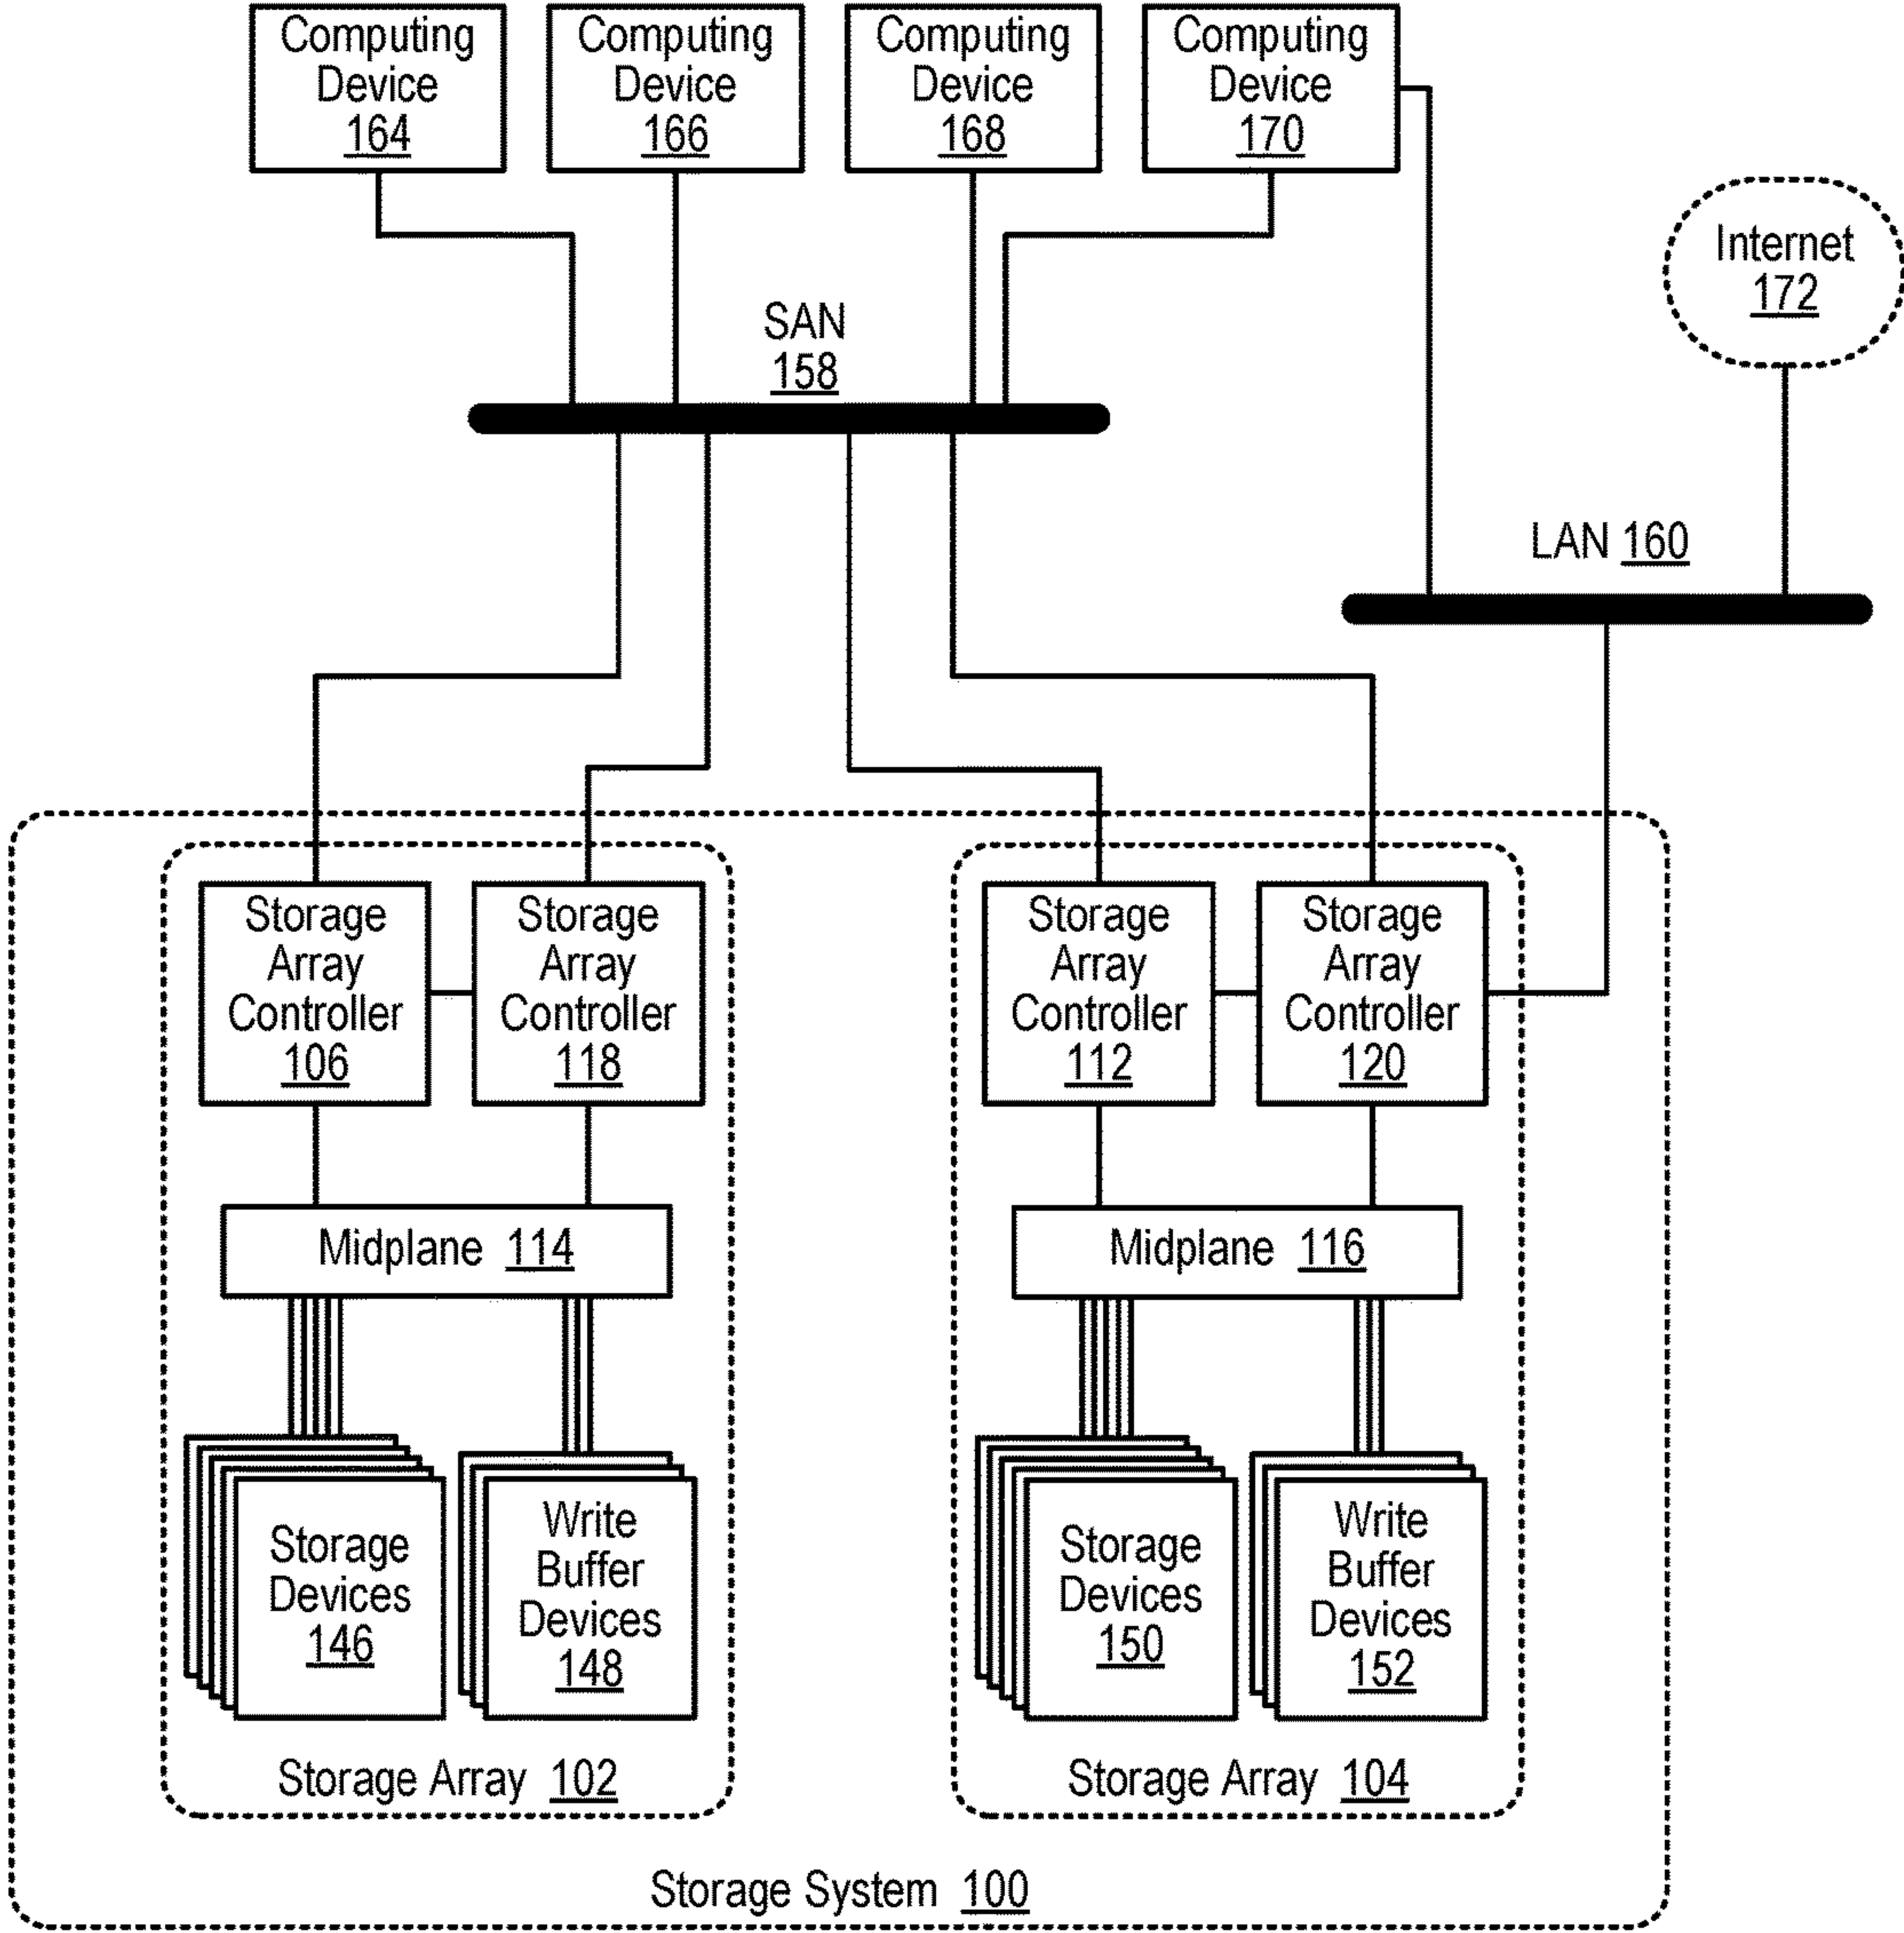 Computing
Device
164
Computing
Device
166
Computing
Device
168
Computing
Device
170
Internet
172
SAN
158
LAN 160
Storage
Array
Controller
106
Storage
Array
Controller
118
Storage
Array
Controller
112
Storage
Array
Controller
120
Midplane 114
Midplane 116
Storage
Devices
146
Write
Buffer
Devices
148
Storage
Devices
150
Write
Buffer
Devices
152
Storage Array 102
Storage Array 104
Storage System 100